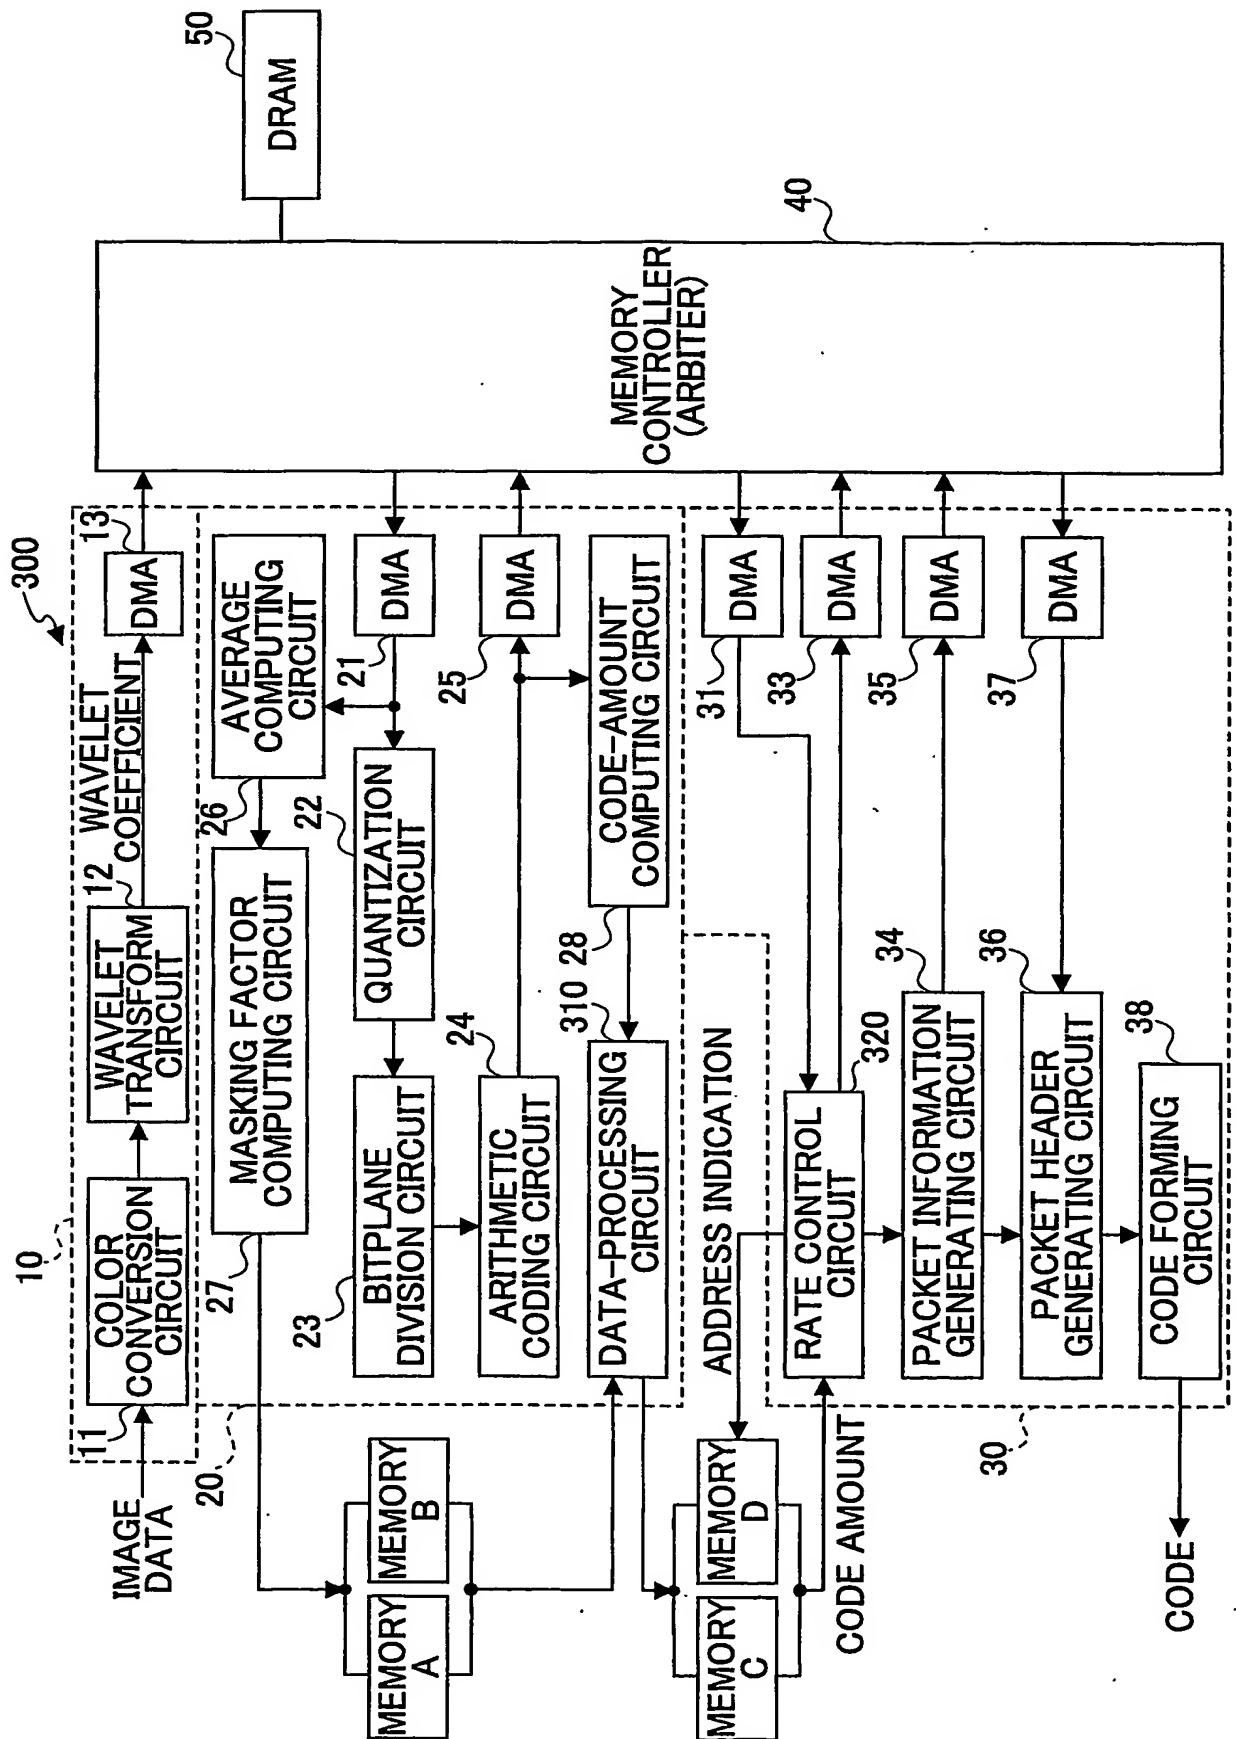 300
10
IMAGE
DATA
11
COLOR
CONVERSION
CIRCUIT
12
WAVELET
TRANSFORM
CIRCUIT
WAVELET
COEFFICIENT
13
DMA
20
27
MASKING FACTOR
COMPUTING CIRCUIT
26
AVERAGE
COMPUTING
CIRCUIT
21
DMA
22
QUANTIZATION
CIRCUIT
23
BITPLANE
DIVISION CIRCUIT
24
ARITHMETIC
CODING CIRCUIT
25
DMA
28
CODE-AMOUNT
COMPUTING CIRCUIT
310
DATA-PROCESSING
CIRCUIT
MEMORY
A
MEMORY
B
MEMORY
C
MEMORY
D
ADDRESS INDICATION
CODE AMOUNT
30
RATE CONTROL
CIRCUIT
320
31
DMA
33
DMA
34
PACKET INFORMATION
GENERATING CIRCUIT
35
DMA
36
PACKET HEADER
GENERATING CIRCUIT
37
DMA
38
CODE FORMING
CIRCUIT
CODE
MEMORY
CONTROLLER
(ARBITER)
40
50
DRAM